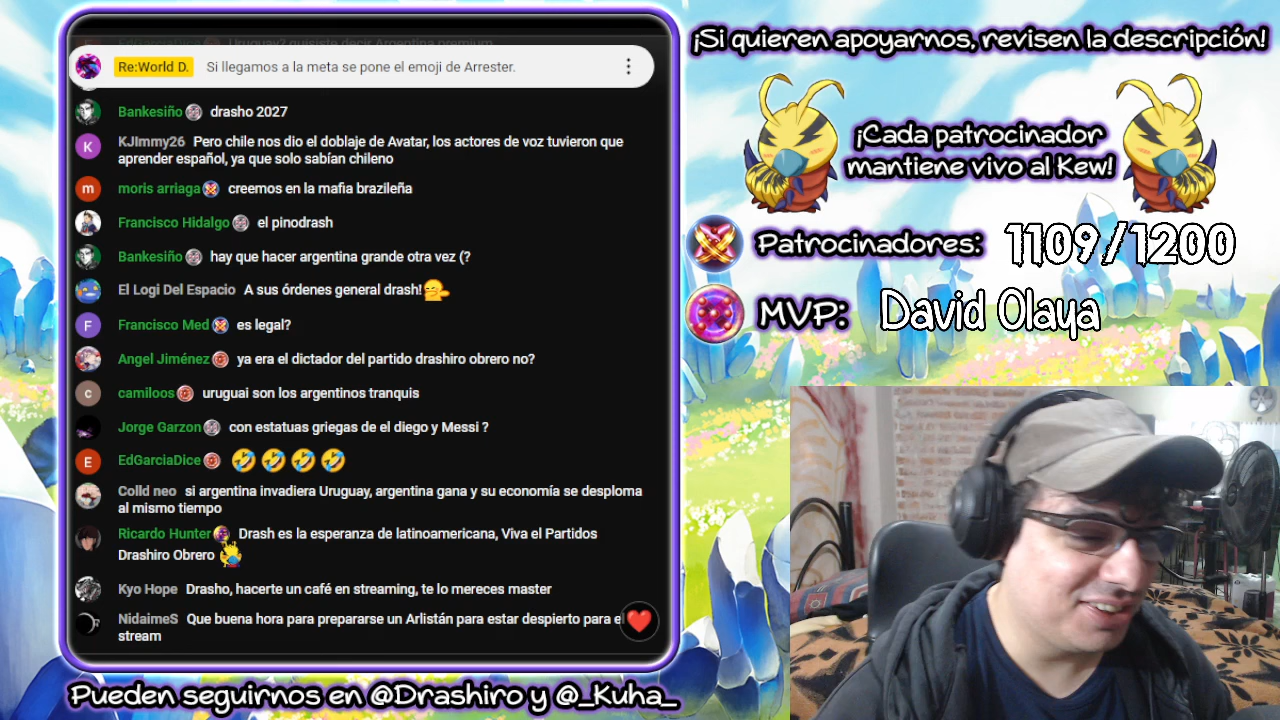 ¡Si quieren apoyarnos, revisen la descripción!
EdGarciaDice Uruguay? quisiste decir Argentina premium
Re:World D. Si llegamos a la meta se pone el emoji de Arrester.
Bankesiño drasho 2027
K KJImmy26 Pero chile nos dio el doblaje de Avatar, los actores de voz tuvieron que
aprender español, ya que solo sabían chileno
m moris arriaga creemos en la mafia brazileña
Francisco Hidalgo el pinodrash
Bankesiño hay que hacer argentina grande otra vez (?
El Logi Del Espacio A sus órdenes general drash!
F Francisco Med es legal?
Angel Jiménez ya era el dictador del partido drashiro obrero no?
c camiloos uruguai son los argentinos tranquis
Jorge Garzon con estatuas griegas de el diego y Messi ?
E EdGarciaDice 🤣🤣🤣🤣
Colld neo si argentina invadiera Uruguay, argentina gana y su economía se desploma
al mismo tiempo
Ricardo Hunter Drash es la esperanza de latinoamericana, Viva el Partidos
Drashiro Obrero
Kyo Hope Drasho, hacerte un café en streaming, te lo mereces master
NidaimeS Que buena hora para prepararse un Arlistán para estar despierto para el
stream
¡Cada patrocinador
mantiene vivo al Kew!
Patrocinadores: 1109/1200
MVP: David Olaya
Pueden seguirnos en @Drashiro y @_Kuha_